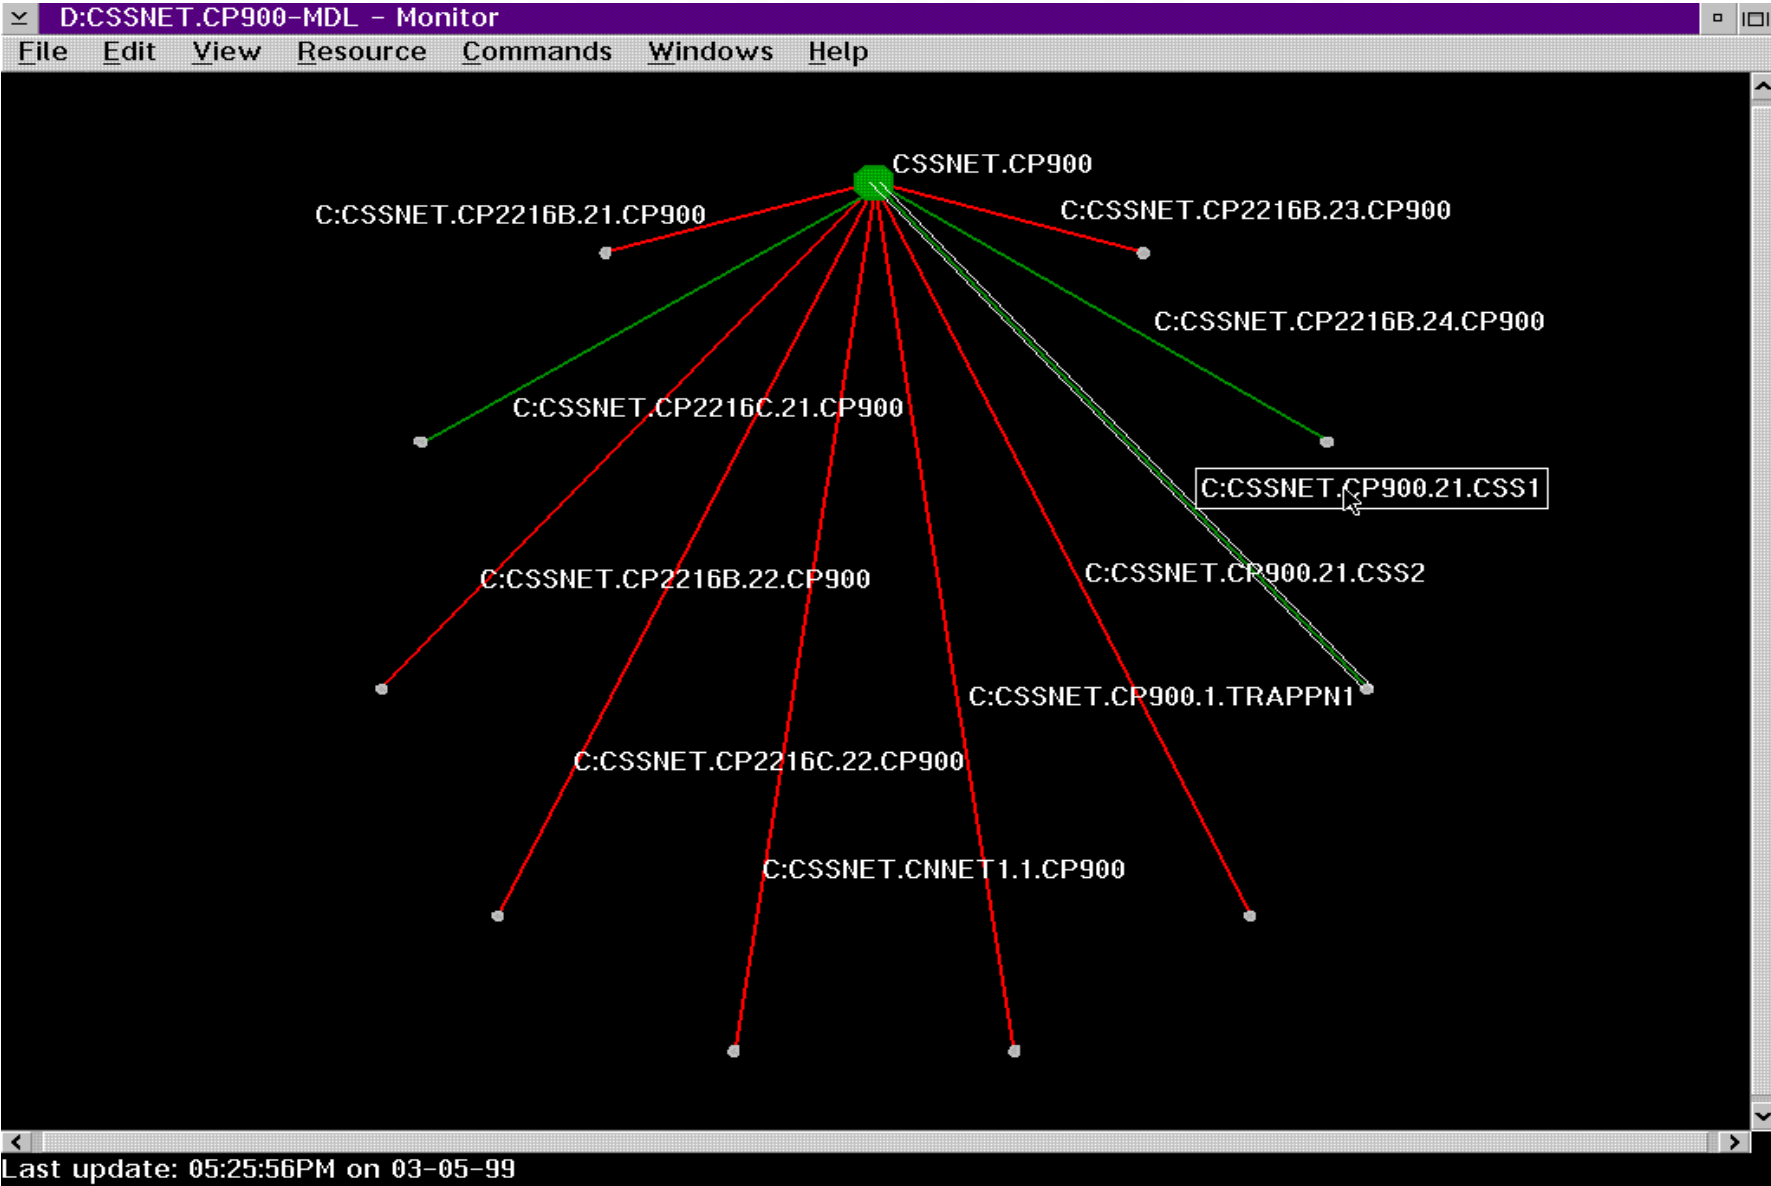 D:CSSNET.CP900-MDL - Monitor
File Edit View Resource Commands Windows Help
CSSNET.CP900
C:CSSNET.CP2216B.21.CP900
C:CSSNET.CP2216B.23.CP900
C:CSSNET.CP2216B.24.CP900
C:CSSNET.CP2216C.21.CP900
C:CSSNET.CP900.21.CSS1
C:CSSNET.CP2216B.22.CP900
C:CSSNET.CP900.21.CSS2
C:CSSNET.CP900.1.TRAPPN1
C:CSSNET.CP2216C.22.CP900
C:CSSNET.CNNET1.1.CP900
Last update: 05:25:56PM on 03-05-99